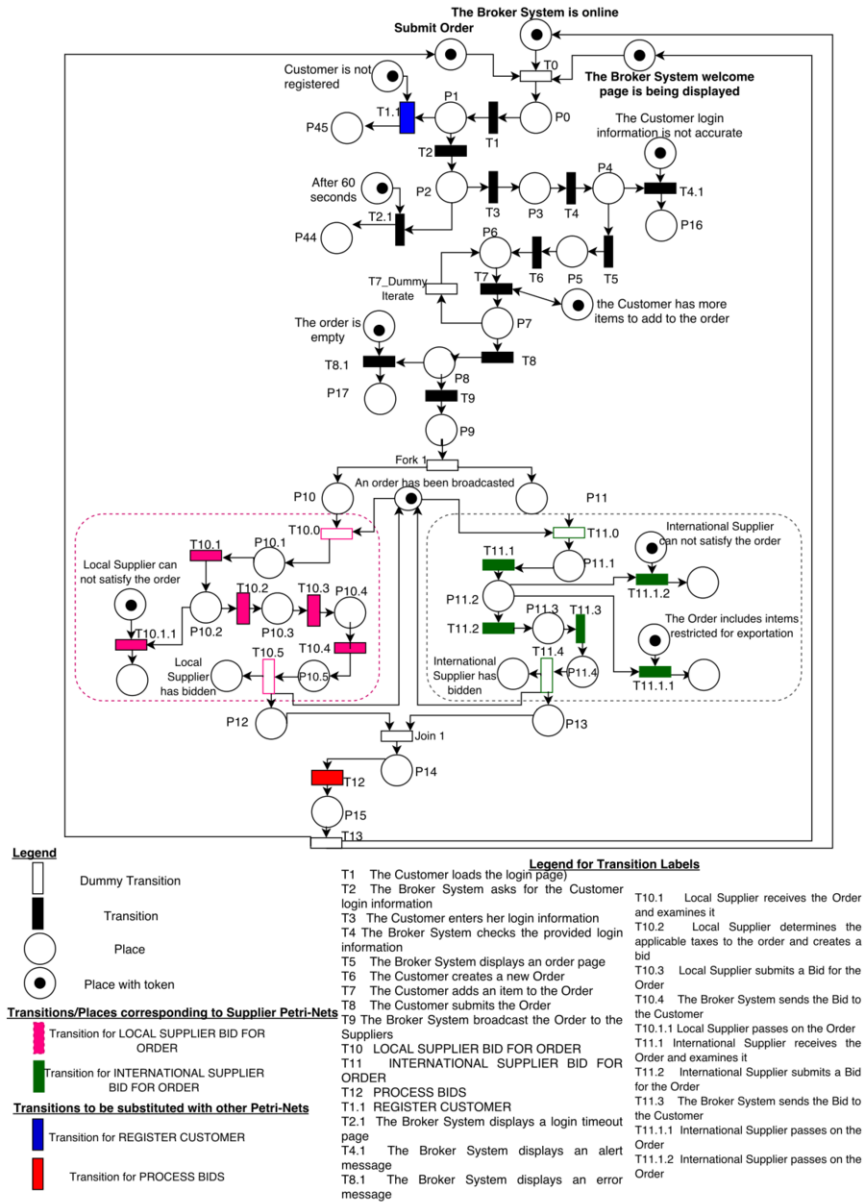 The Broker System is online
Submit Order
T0
The Broker System welcome
page is being displayed
Customer is not
registered
T1.1
P1
P0
P45
T1
T2
The Customer login
information is not accurate
P4
After 60
seconds
P2
T3
P3
T4
T4.1
T2.1
P16
P44
P6
T7_Dummy
Iterate
T7
T6
P5
T5
the Customer has more
items to add to the order
P7
The order is
empty
T8
T8.1
P8
P17
T9
P9
Fork 1
An order has been broadcasted
P10
P11
T10.0
T11.0
International Supplier
can not satisfy the order
T10.1
P10.1
T11.1
P11.1
Local Supplier can
not satisfy the order
T10.2
T10.3
P10.4
P11.2
P11.3
T11.3
T11.1.2
P10.2
P10.3
T11.2
The Order includes intems
restricted for exportation
T10.1.1
T10.4
T10.5
T11.4
Local
Supplier
has bidden
P10.5
International
Supplier has
bidden
P11.4
T11.1.1
P12
P13
Join 1
P14
T12
P15
T13
Legend
Dummy Transition
Transition
Place
Place with token
Transitions/Places corresponding to Supplier Petri-Nets
Transition for LOCAL SUPPLIER BID FOR
ORDER
Transition for INTERNATIONAL SUPPLIER
BID FOR ORDER
Transitions to be substituted with other Petri-Nets
Transition for REGISTER CUSTOMER
Transition for PROCESS BIDS
Legend for Transition Labels
T1 The Customer loads the login page)
T2 The Broker System asks for the Customer
login information
T3 The Customer enters her login information
T4 The Broker System checks the provided login
information
T5 The Broker System displays an order page
T6 The Customer creates a new Order
T7 The Customer adds an item to the Order
T8 The Customer submits the Order
T9 The Broker System broadcast the Order to the
Suppliers
T10 LOCAL SUPPLIER BID FOR ORDER
T11 INTERNATIONAL SUPPLIER BID FOR
ORDER
T12 PROCESS BIDS
T1.1 REGISTER CUSTOMER
T2.1 The Broker System displays a login timeout
page
T4.1 The Broker System displays an alert
message
T8.1 The Broker System displays an error
message
T10.1 Local Supplier receives the Order
and examines it
T10.2 Local Supplier determines the
applicable taxes to the order and creates a
bid
T10.3 Local Supplier submits a Bid for the
Order
T10.4 The Broker System sends the Bid to
the Customer
T10.1.1 Local Supplier passes on the Order
T11.1 International Supplier receives the
Order and examines it
T11.2 International Supplier submits a Bid
for the Order
T11.3 The Broker System sends the Bid to
the Customer
T11.1.1 International Supplier passes on the
Order
T11.1.2 International Supplier passes on the
Order